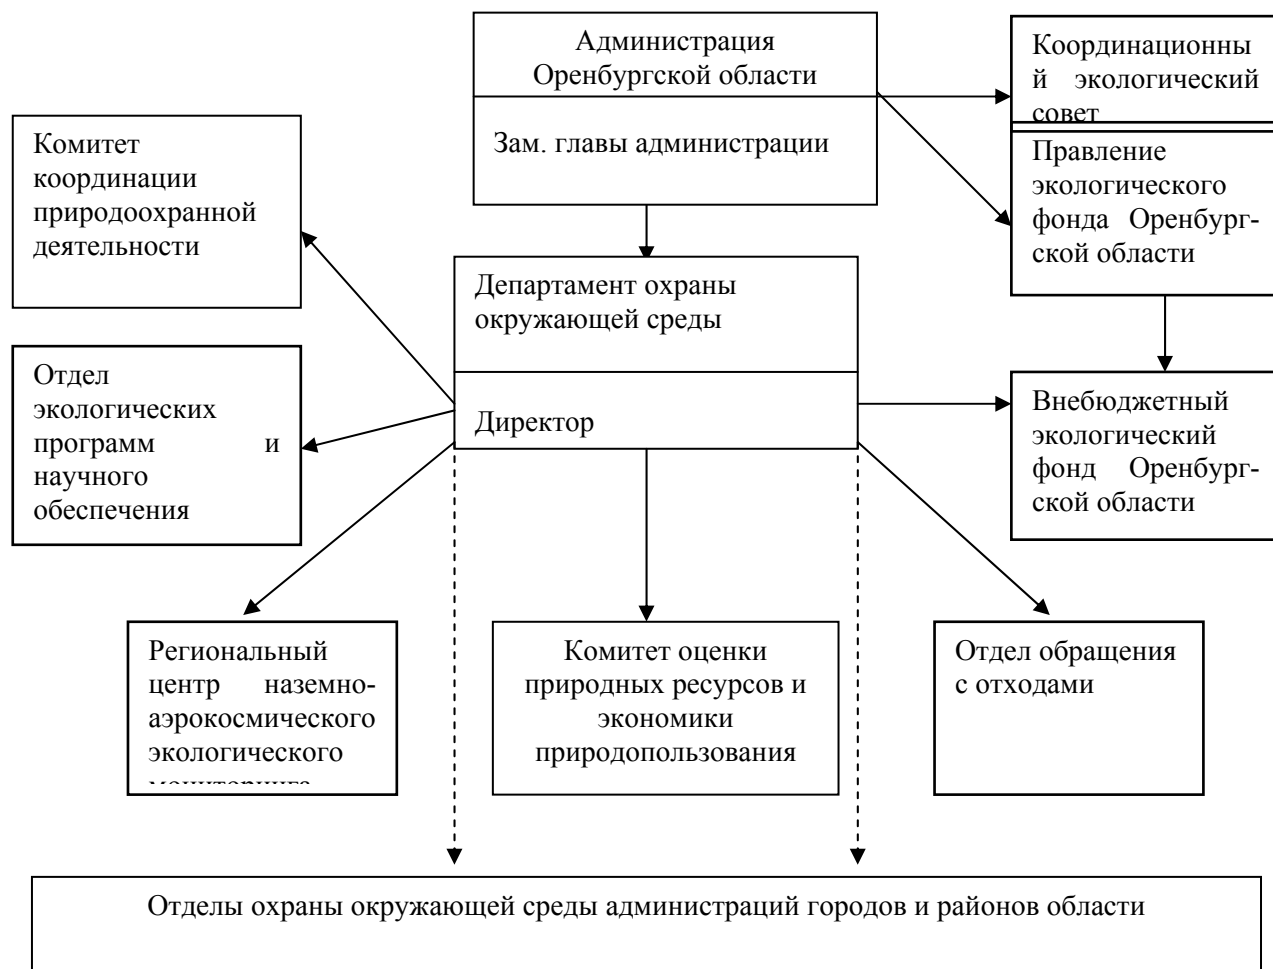 Администрация
Оренбургской области
Зам. главы администрации
Координационны
й экологический
совет
Правление
экологического
фонда Оренбург-
ской области
Комитет
координации
природоохранной
деятельности
Департамент охраны
окружающей среды
Директор
Отдел
экологических
программ и
научного
обеспечения
Внебюджетный
экологический
фонд Оренбург-
ской области
Региональный
центр наземно-
аэрокосмического
экологического
мониторинга
Комитет оценки
природных ресурсов и
экономики
природопользования
Отдел обращения
с отходами
Отделы охраны окружающей среды администраций городов и районов области